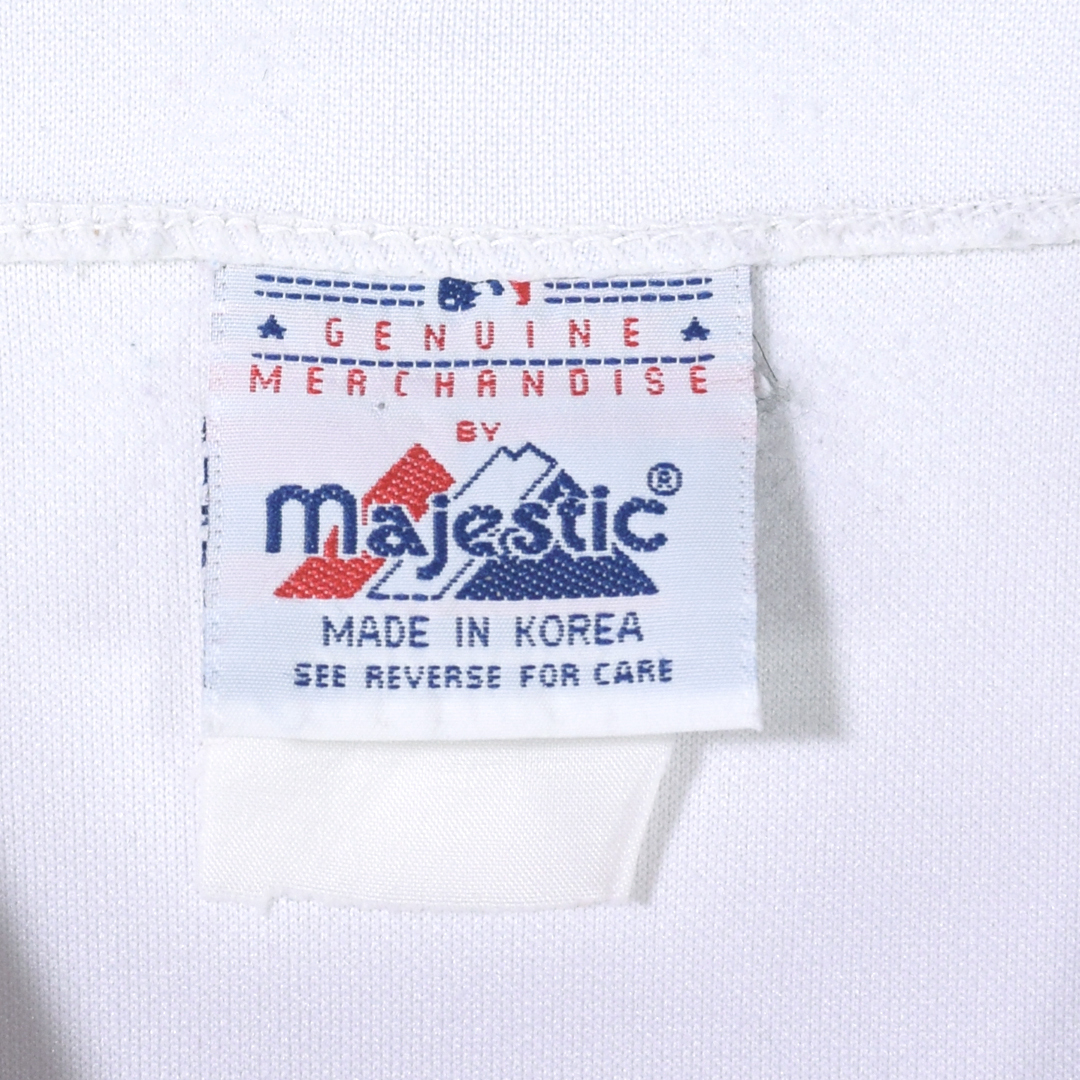 ★ GENUINE ★
MERCHANDISE
BY
majestic®
MADE IN KOREA
SEE REVERSE FOR CARE